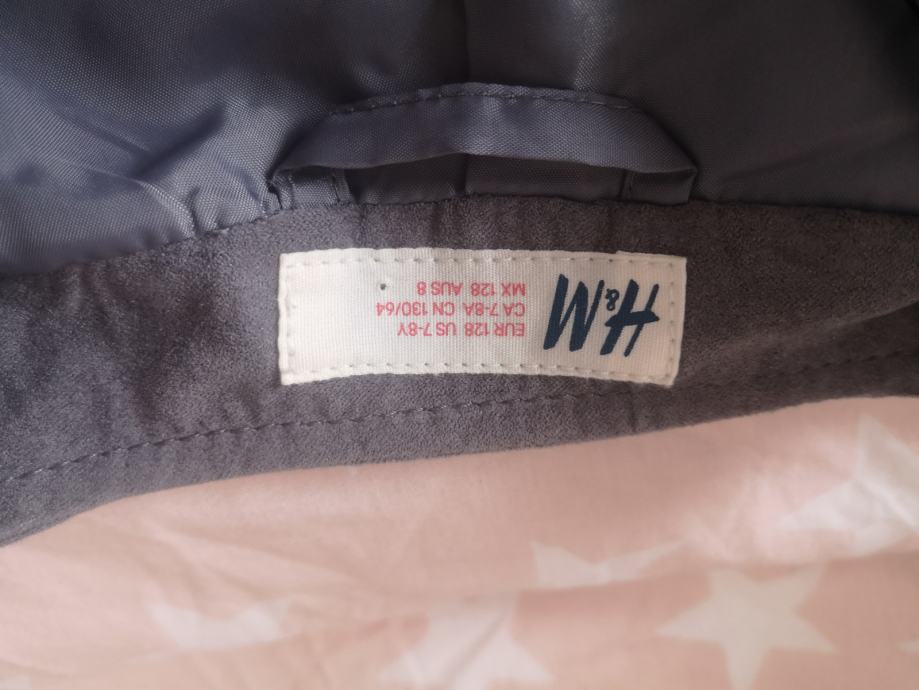 H&M
EUR 128 US 7-8Y
CA 7-8A CN 130/64
MX 128 AUS 8